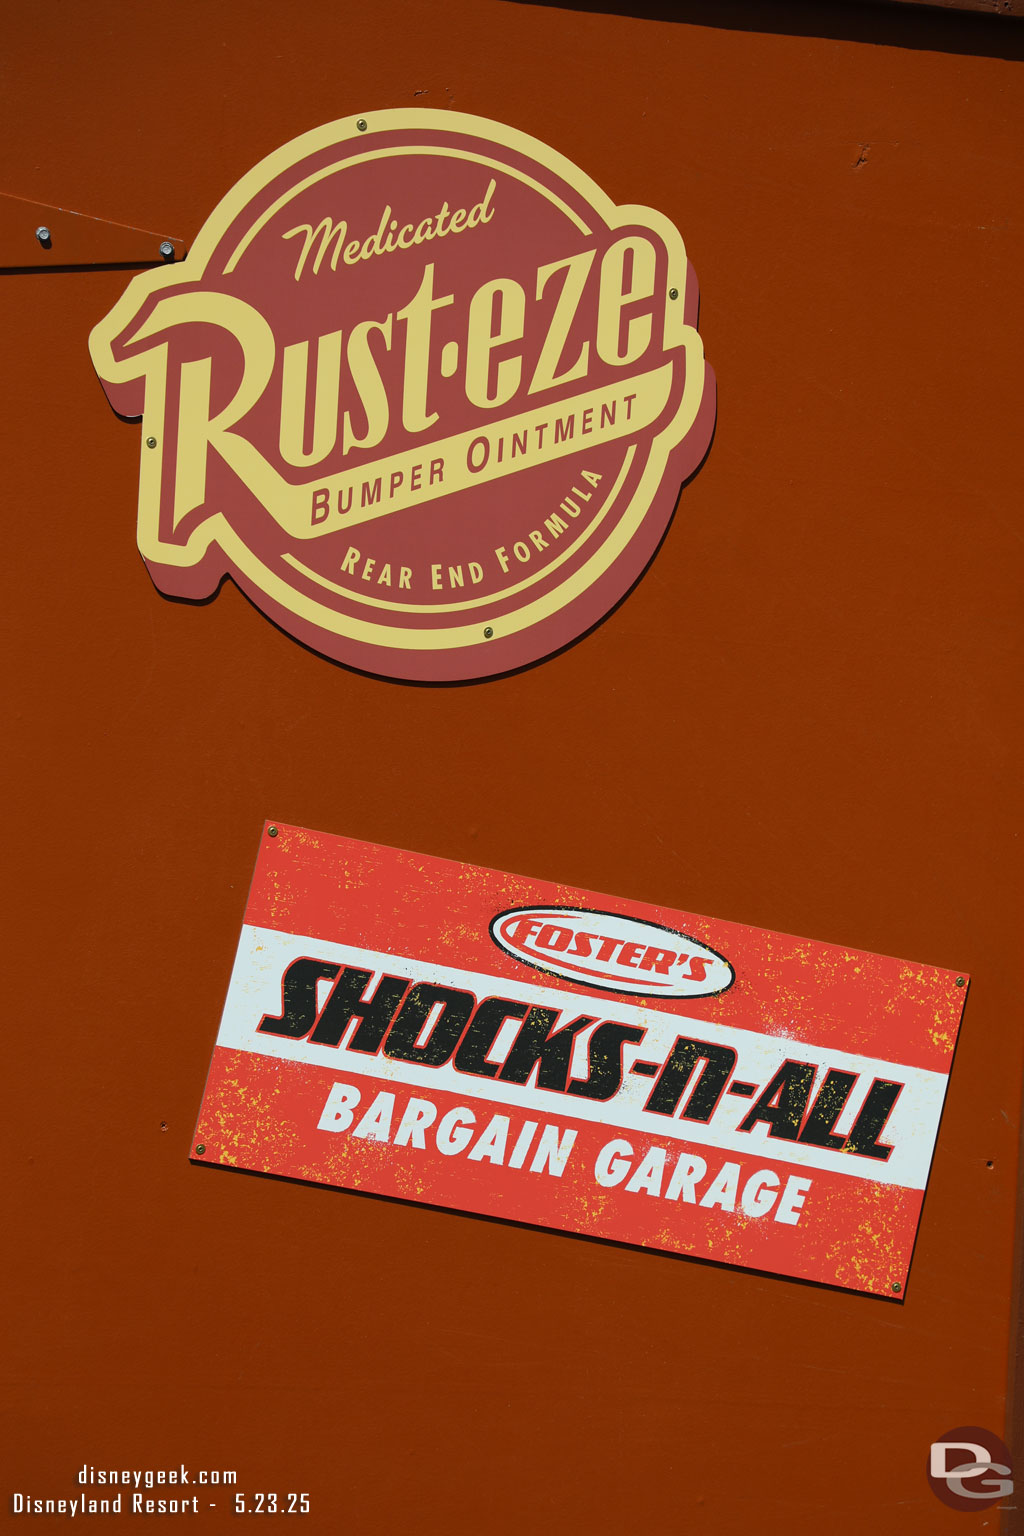 Medicated
Rust-eze
BUMPER OINTMENT
REAR END FORMULA
FOSTER'S
SHOCKS-N-ALL
BARGAIN GARAGE
disneygeek.com
Disneyland Resort - 5.23.25
DG